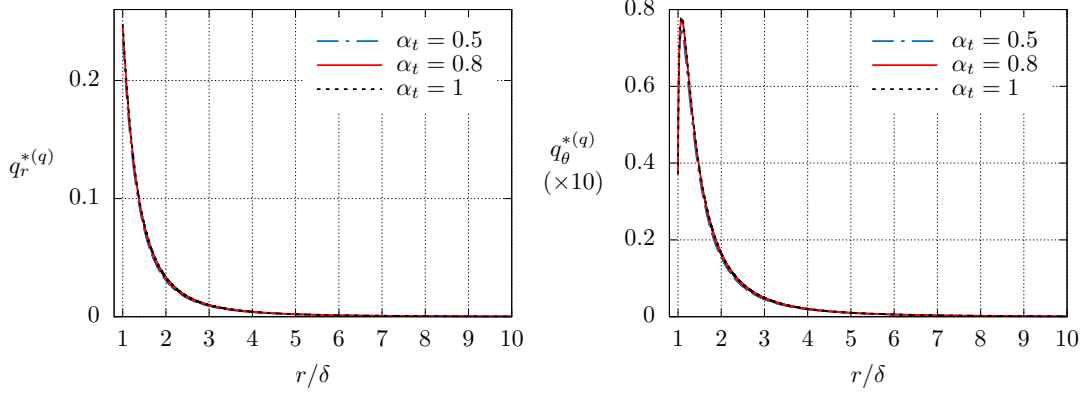 0.2
0.1
0
q_r^{*(q)}
α_t = 0.5
α_t = 0.8
α_t = 1
1 2 3 4 5 6 7 8 9 10
r/δ
0.8
0.6
0.4
0.2
0
q_θ^{*(q)}
(×10)
α_t = 0.5
α_t = 0.8
α_t = 1
1 2 3 4 5 6 7 8 9 10
r/δ